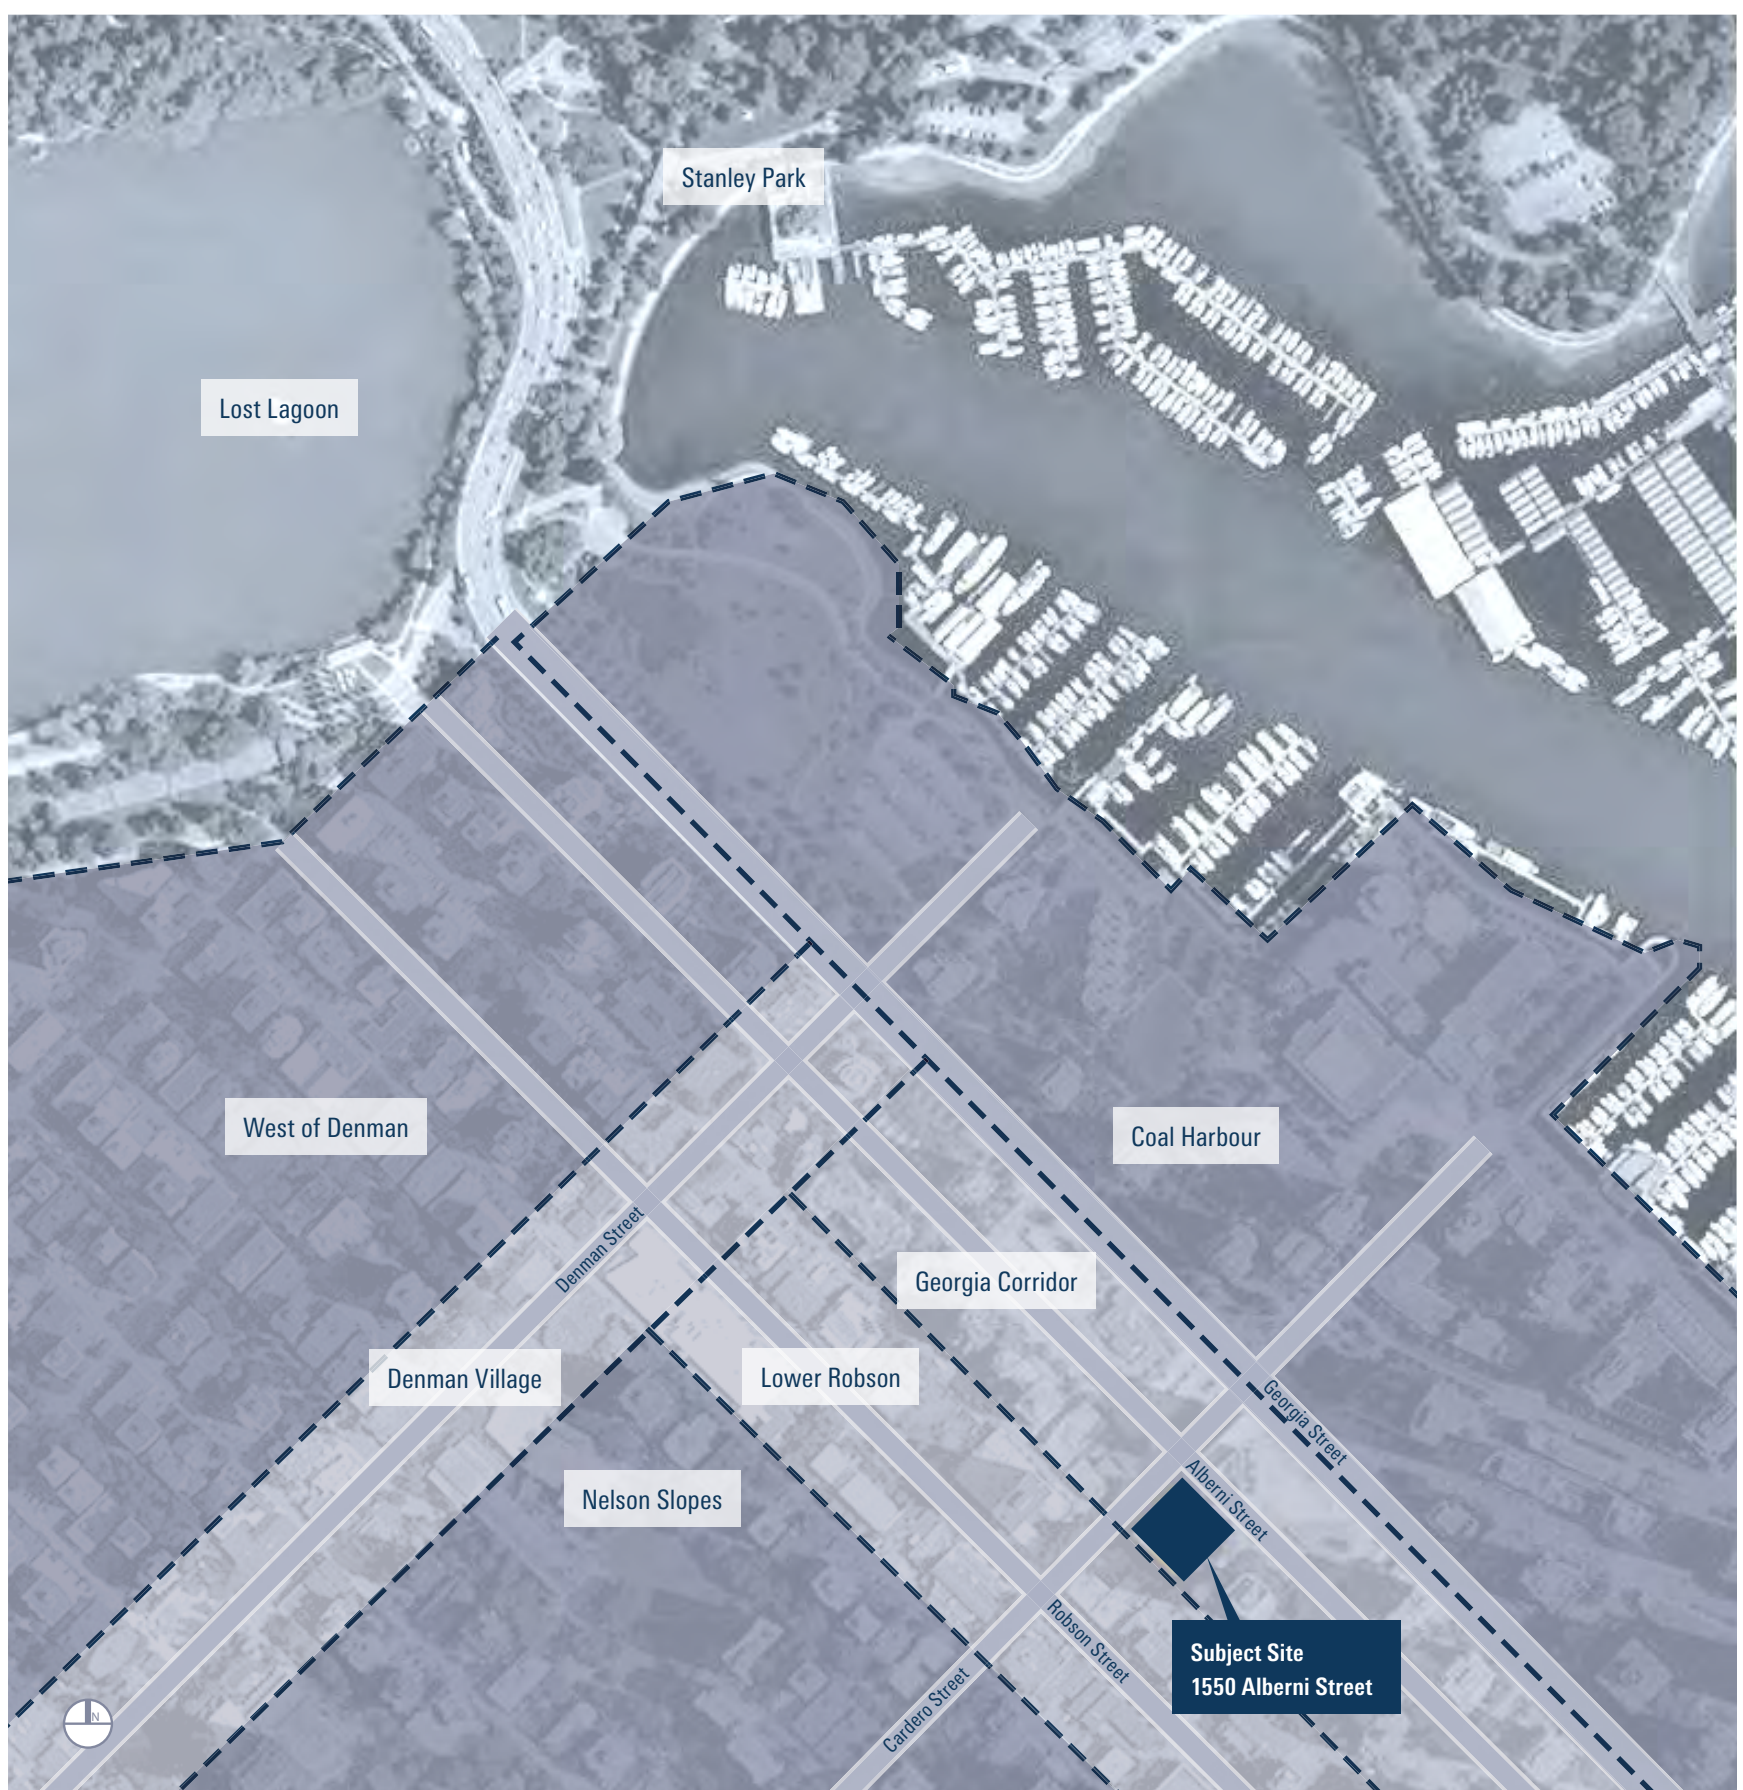 Stanley Park
Lost Lagoon
West of Denman
Coal Harbour
Denman Street
Georgia Corridor
Denman Village
Lower Robson
Georgia Street
Nelson Slopes
Alberni Street
Robson Street
Subject Site
1550 Alberni Street
Cardero Street
N